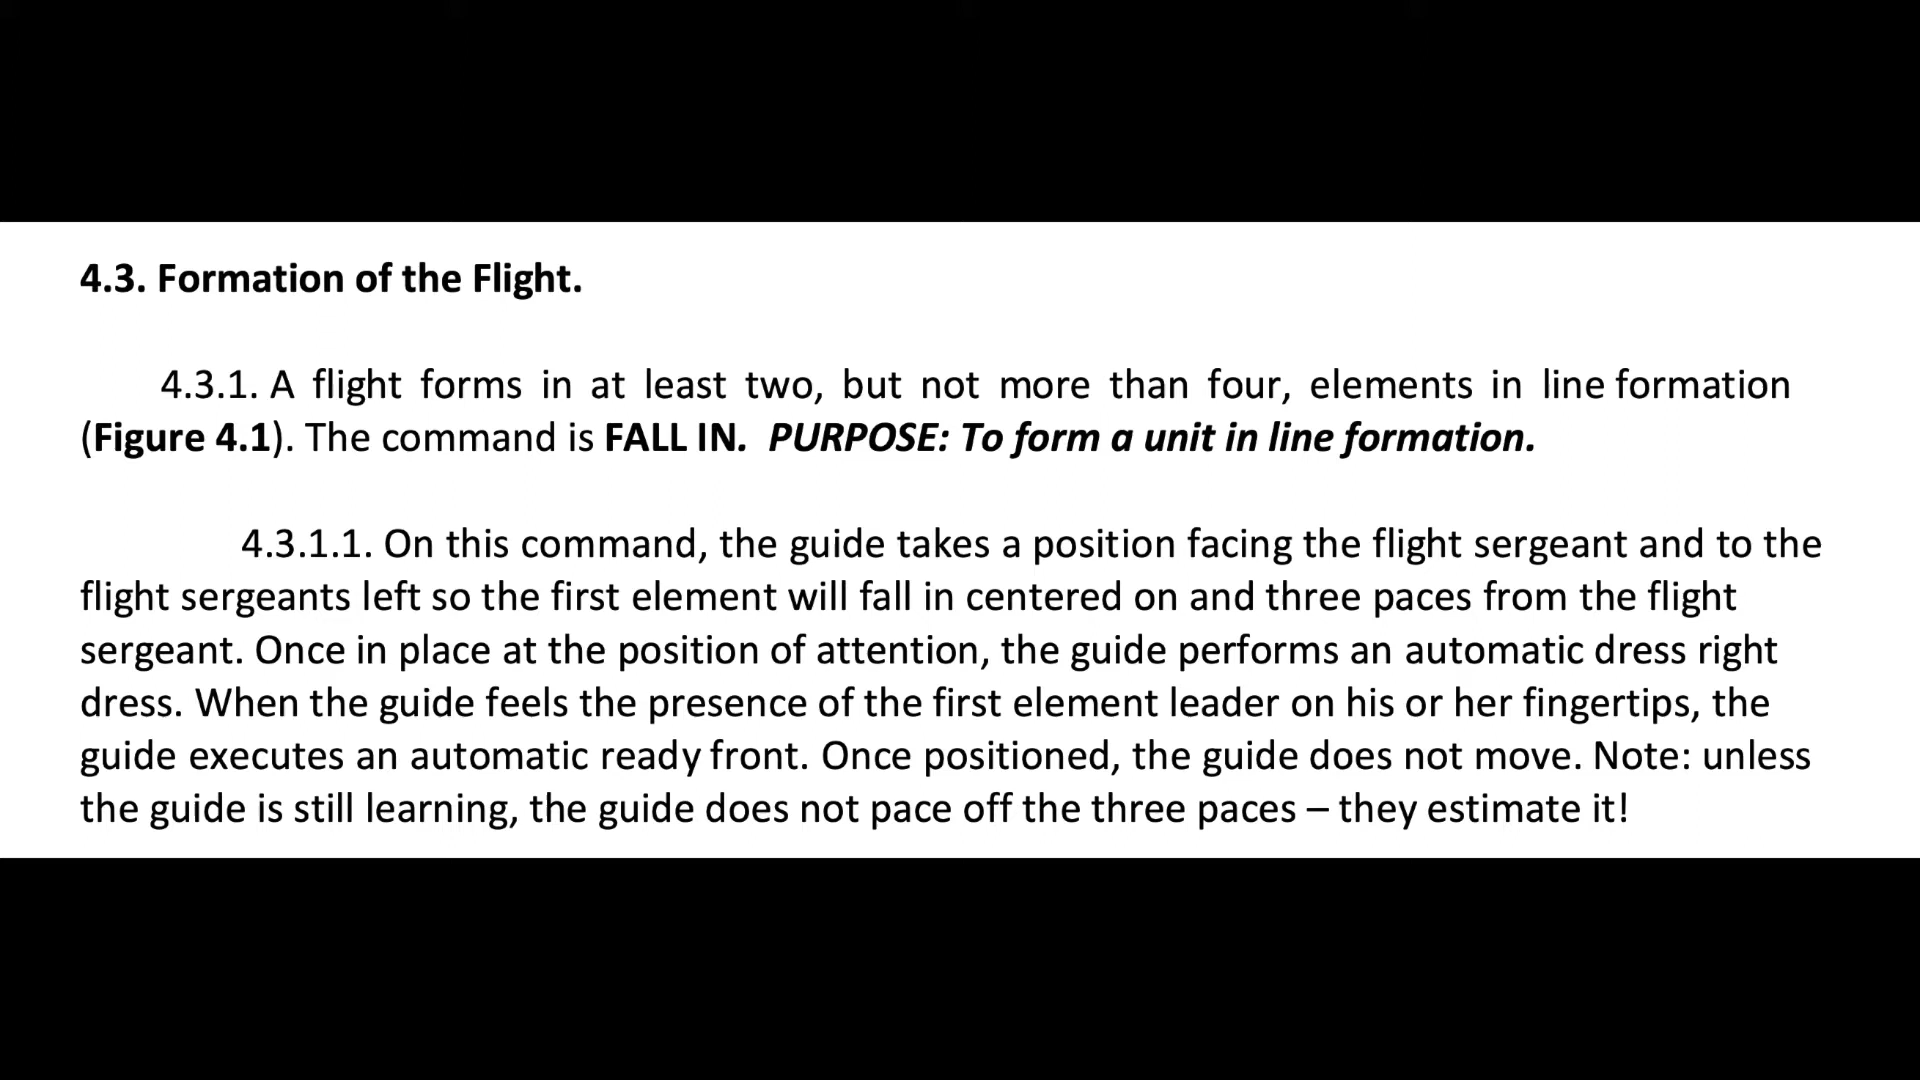 4.3. Formation of the Flight.
4.3.1. A flight forms in at least two, but not more than four, elements in line formation
(Figure 4.1). The command is FALL IN. PURPOSE: To form a unit in line formation.
4.3.1.1. On this command, the guide takes a position facing the flight sergeant and to the
flight sergeants left so the first element will fall in centered on and three paces from the flight
sergeant. Once in place at the position of attention, the guide performs an automatic dress right
dress. When the guide feels the presence of the first element leader on his or her fingertips, the
guide executes an automatic ready front. Once positioned, the guide does not move. Note: unless
the guide is still learning, the guide does not pace off the three paces – they estimate it!